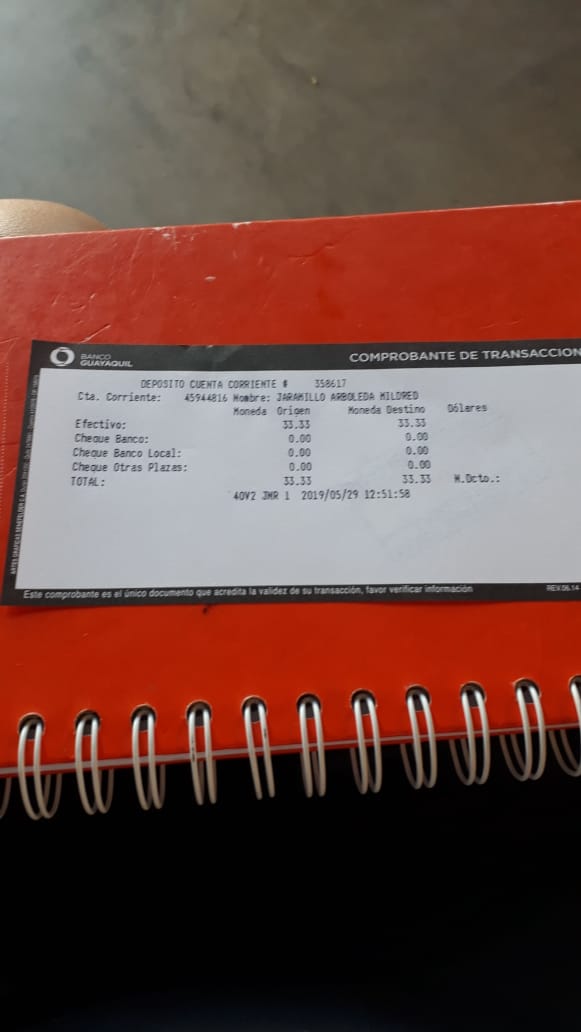 BANCO
GUAYAQUIL
COMPROBANTE DE TRANSACCION
DEPOSITO CUENTA CORRIENTE # 358617
Cta. Corriente: 45944816 Nombre: JARAMILLO ARBOLEDA MILDRED
Moneda Origen Moneda Destino Dólares
Efectivo: 33.33 33.33
Cheque Banco: 0.00 0.00
Cheque Banco Local: 0.00 0.00
Cheque Otras Plazas: 0.00 0.00
TOTAL: 33.33 33.33 N.Dcto.:
40V2 JMR 1 2019/05/29 12:51:58
Este comprobante es el único documento que acredita la validez de su transacción, favor verificar información
REV.06.14
ARTES GRAFICAS SENEFELDER C.A.